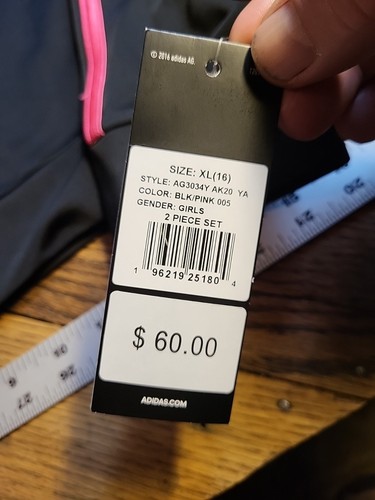 © 2016 adidas AG.
SIZE: XL(16)
STYLE: AG3034Y AK20 YA
COLOR: BLK/PINK 005
GENDER: GIRLS
2 PIECE SET
1 96219 25180 4
$ 60.00
ADIDAS.COM